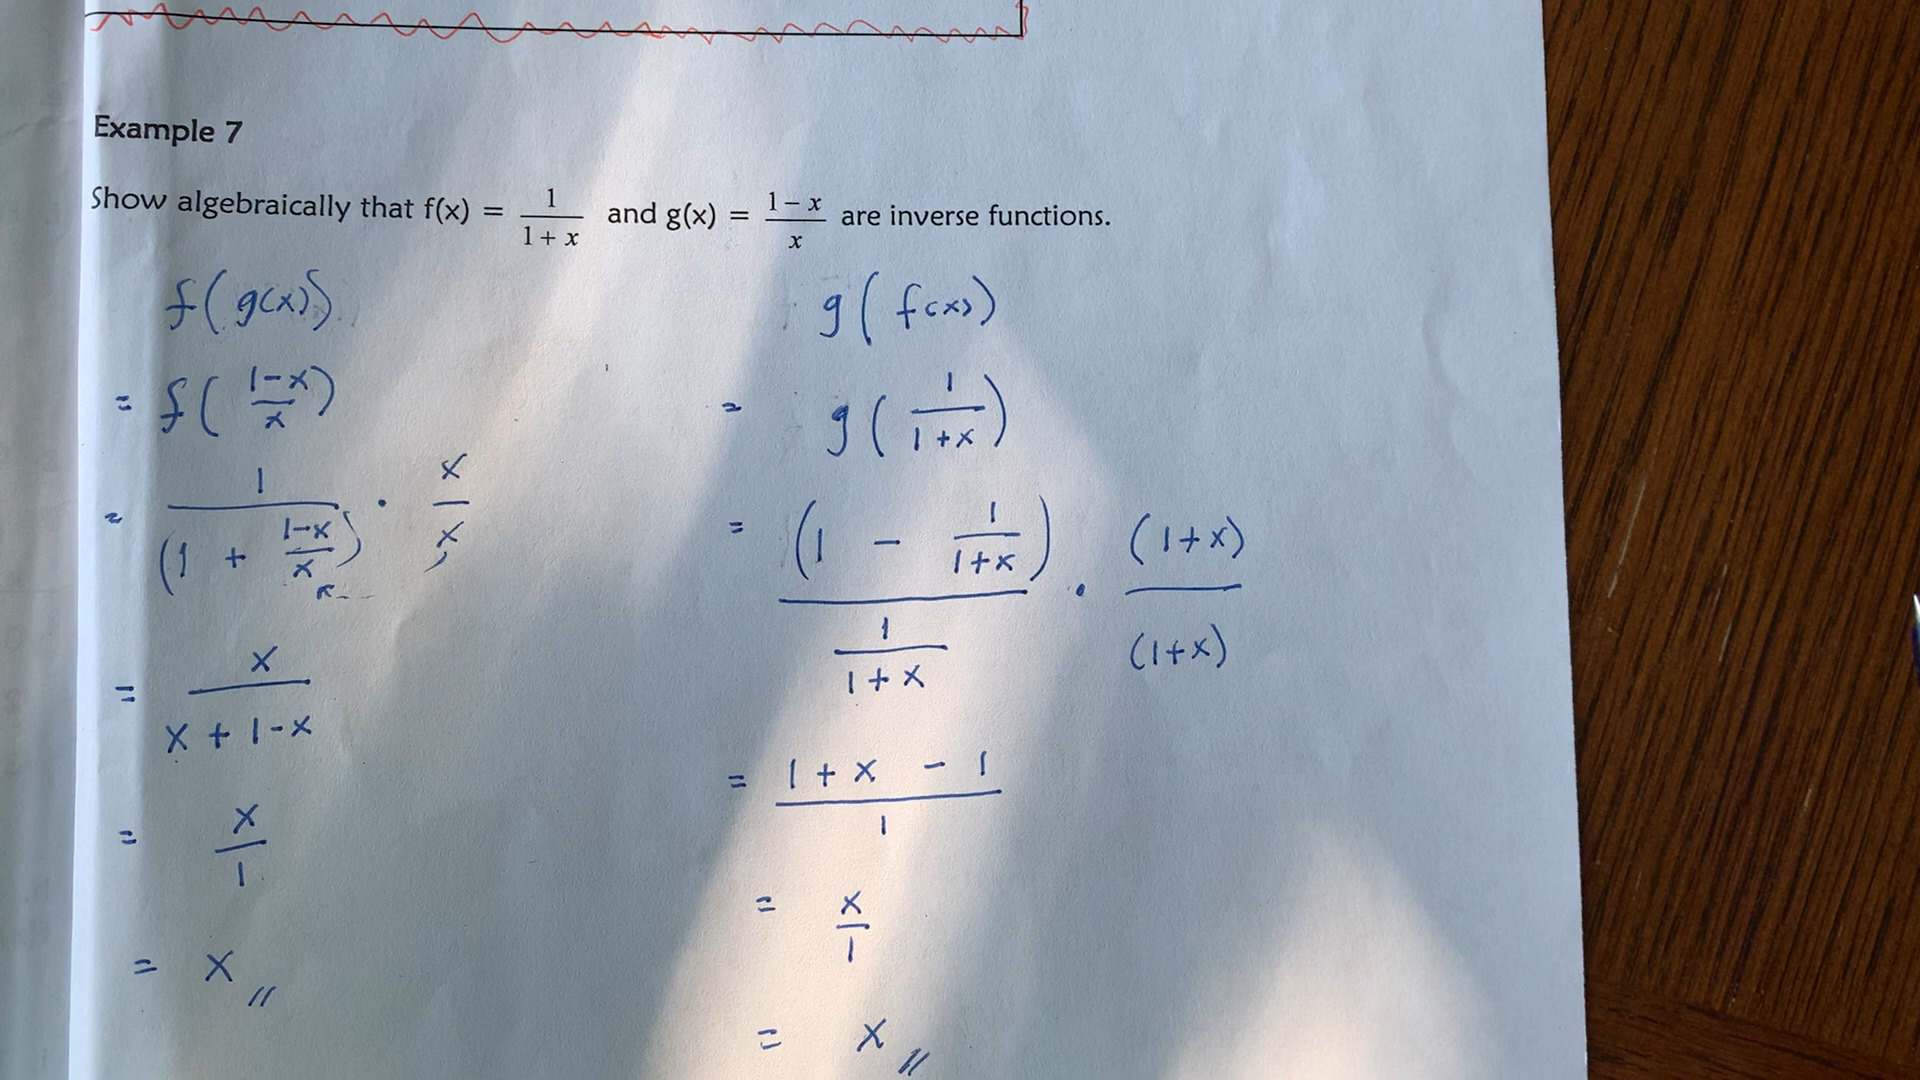 Example 7
Show algebraically that f(x) = 1/(1 + x) and g(x) = (1 − x)/x are inverse functions.
f(g(x))
= f((1-x)/x)
= 1/(1 + (1-x)/x) · x/x
= x/(x + 1-x)
= x/1
= x //
g(f(x))
= g(1/(1+x))
= (1 - 1/(1+x))/(1/(1+x)) · (1+x)/(1+x)
= (1 + x - 1)/1
= x/1
= x //